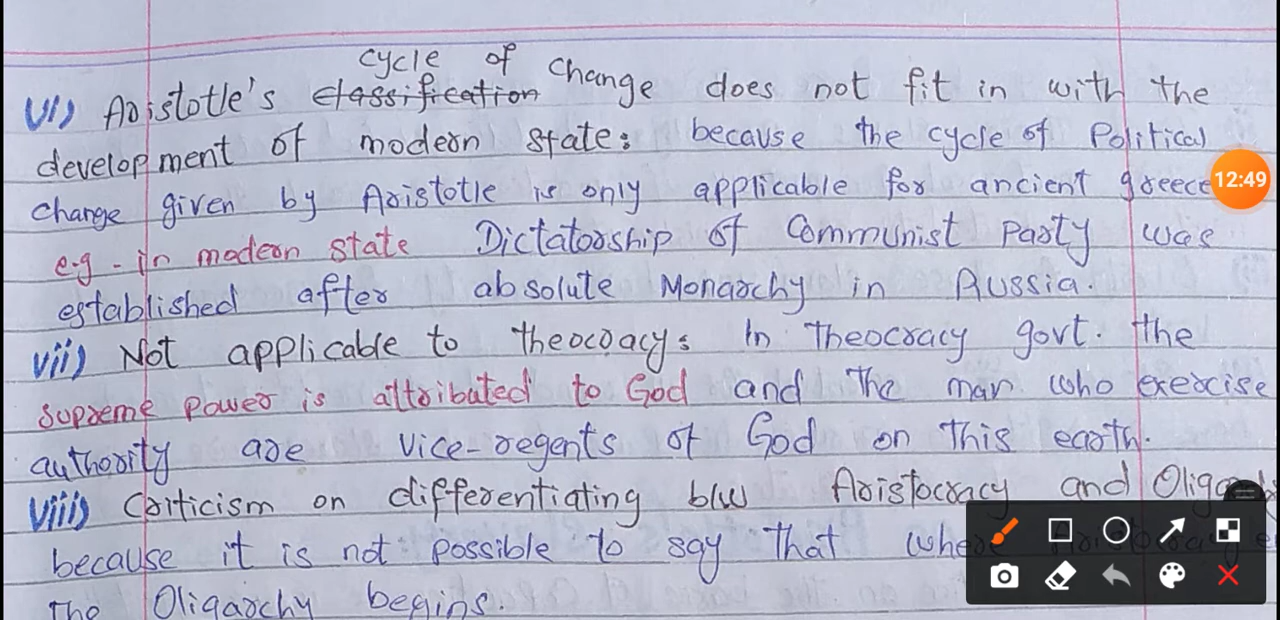 cycle of change
vi) Aristotle's classification does not fit in with the
development of modern state: because the cycle of Political
change given by Aristotle is only applicable for ancient greece
12:49
e.g - in modern state Dictatorship of Communist Party was
established after absolute Monarchy in Russia.
vii) Not applicable to theocracy: In Theocracy govt. the
supreme power is attributed to God and the man who exercise
authority are vice-regents of God on this earth.
viii) Criticism on differentiating b/w Aristocracy and
because it is not possible to say that where
The Oligarchy begins.